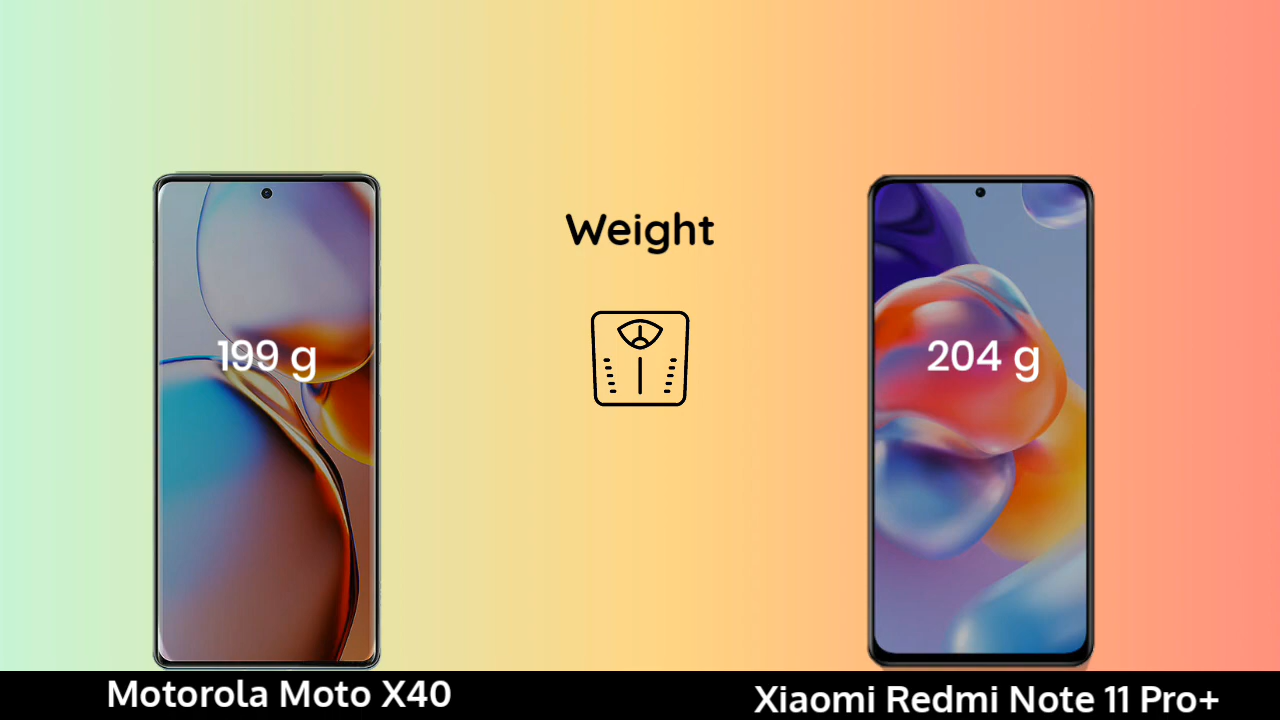 Weight
199 g
204 g
Motorola Moto X40
Xiaomi Redmi Note 11 Pro+